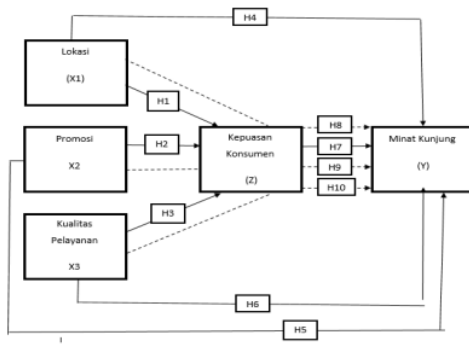 H4
Lokasi
(X1)
H1
Promosi
X2
H2
Kepuasan
Konsumen
(Z)
H8
H7
H9
H10
Minat Kunjung
(Y)
Kualitas
Pelayanan
X3
H3
H6
H5